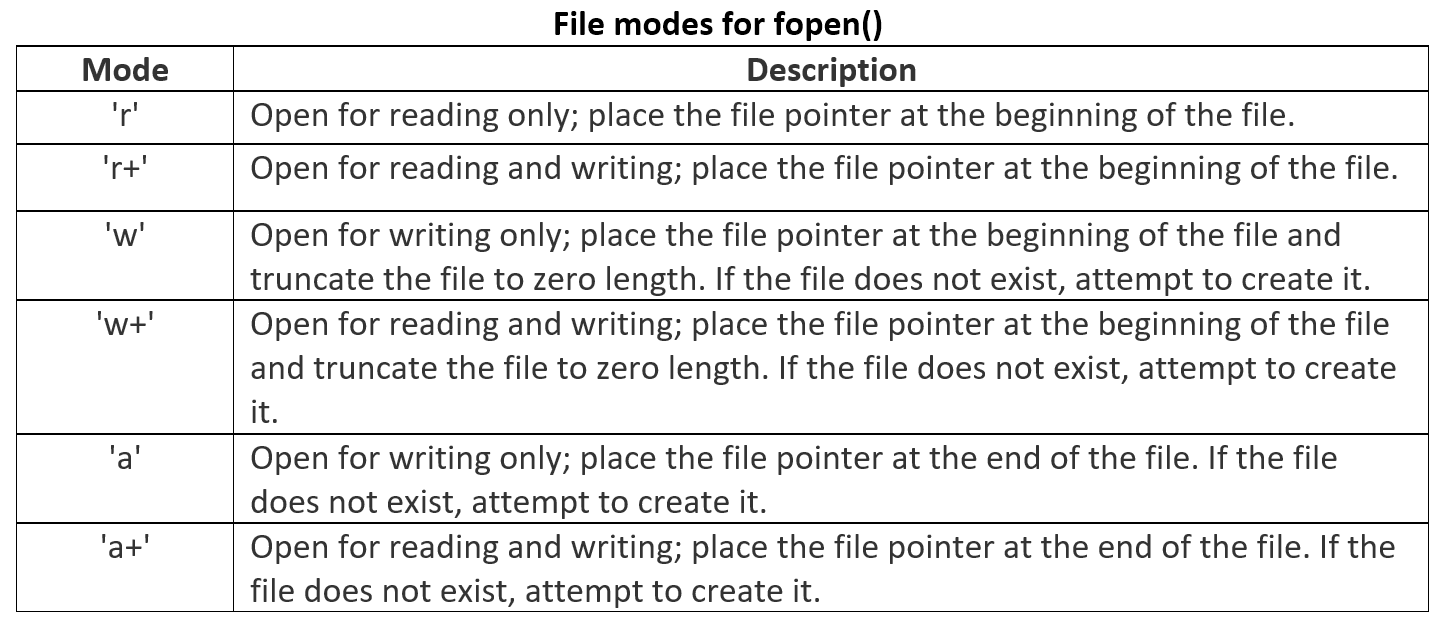 File modes for fopen()
Mode Description
'r' Open for reading only; place the file pointer at the beginning of the file.
'r+' Open for reading and writing; place the file pointer at the beginning of the file.
'w' Open for writing only; place the file pointer at the beginning of the file and
truncate the file to zero length. If the file does not exist, attempt to create it.
'w+' Open for reading and writing; place the file pointer at the beginning of the file
and truncate the file to zero length. If the file does not exist, attempt to create
it.
'a' Open for writing only; place the file pointer at the end of the file. If the file
does not exist, attempt to create it.
'a+' Open for reading and writing; place the file pointer at the end of the file. If the
file does not exist, attempt to create it.